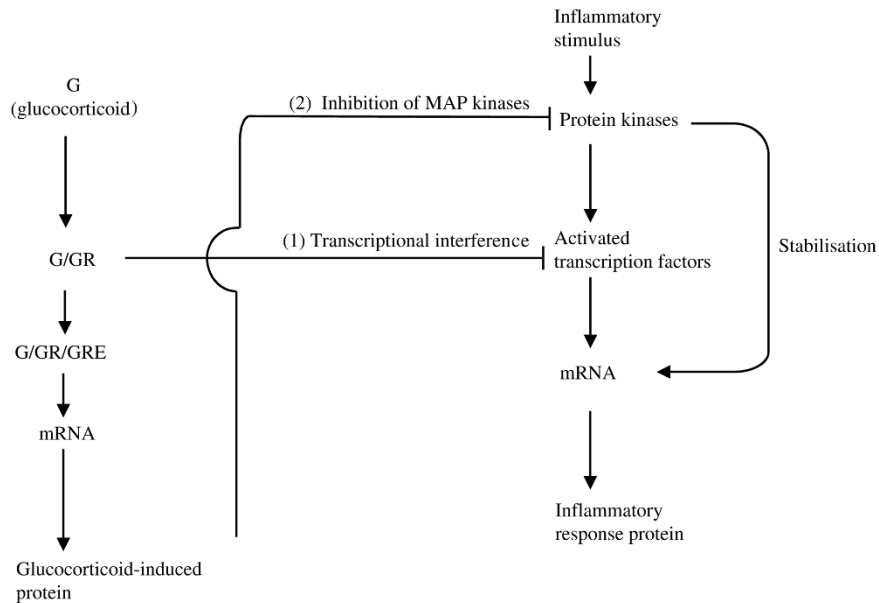 Inflammatory
stimulus
G
(glucocorticoid)
(2) Inhibition of MAP kinases
Protein kinases
(1) Transcriptional interference
Activated
transcription factors
Stabilisation
G/GR
G/GR/GRE
mRNA
mRNA
Inflammatory
response protein
Glucocorticoid-induced
protein